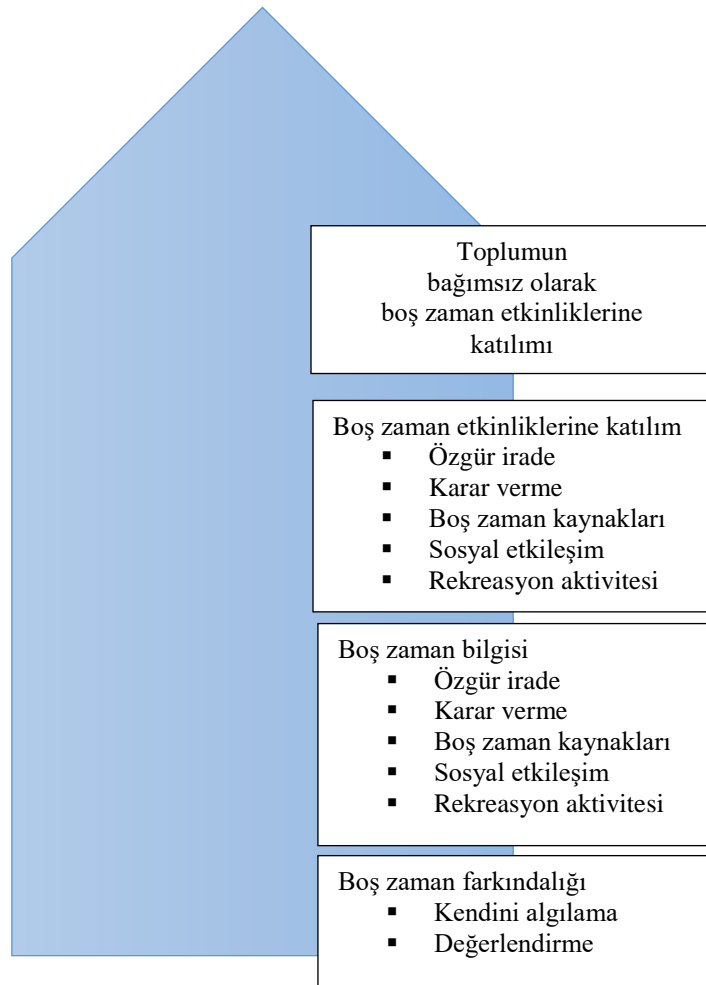 Toplumun
bağımsız olarak
boş zaman etkinliklerine
katılımı
Boş zaman etkinliklerine katılım
▪ Özgür irade
▪ Karar verme
▪ Boş zaman kaynakları
▪ Sosyal etkileşim
▪ Rekreasyon aktivitesi
Boş zaman bilgisi
▪ Özgür irade
▪ Karar verme
▪ Boş zaman kaynakları
▪ Sosyal etkileşim
▪ Rekreasyon aktivitesi
Boş zaman farkındalığı
▪ Kendini algılama
▪ Değerlendirme